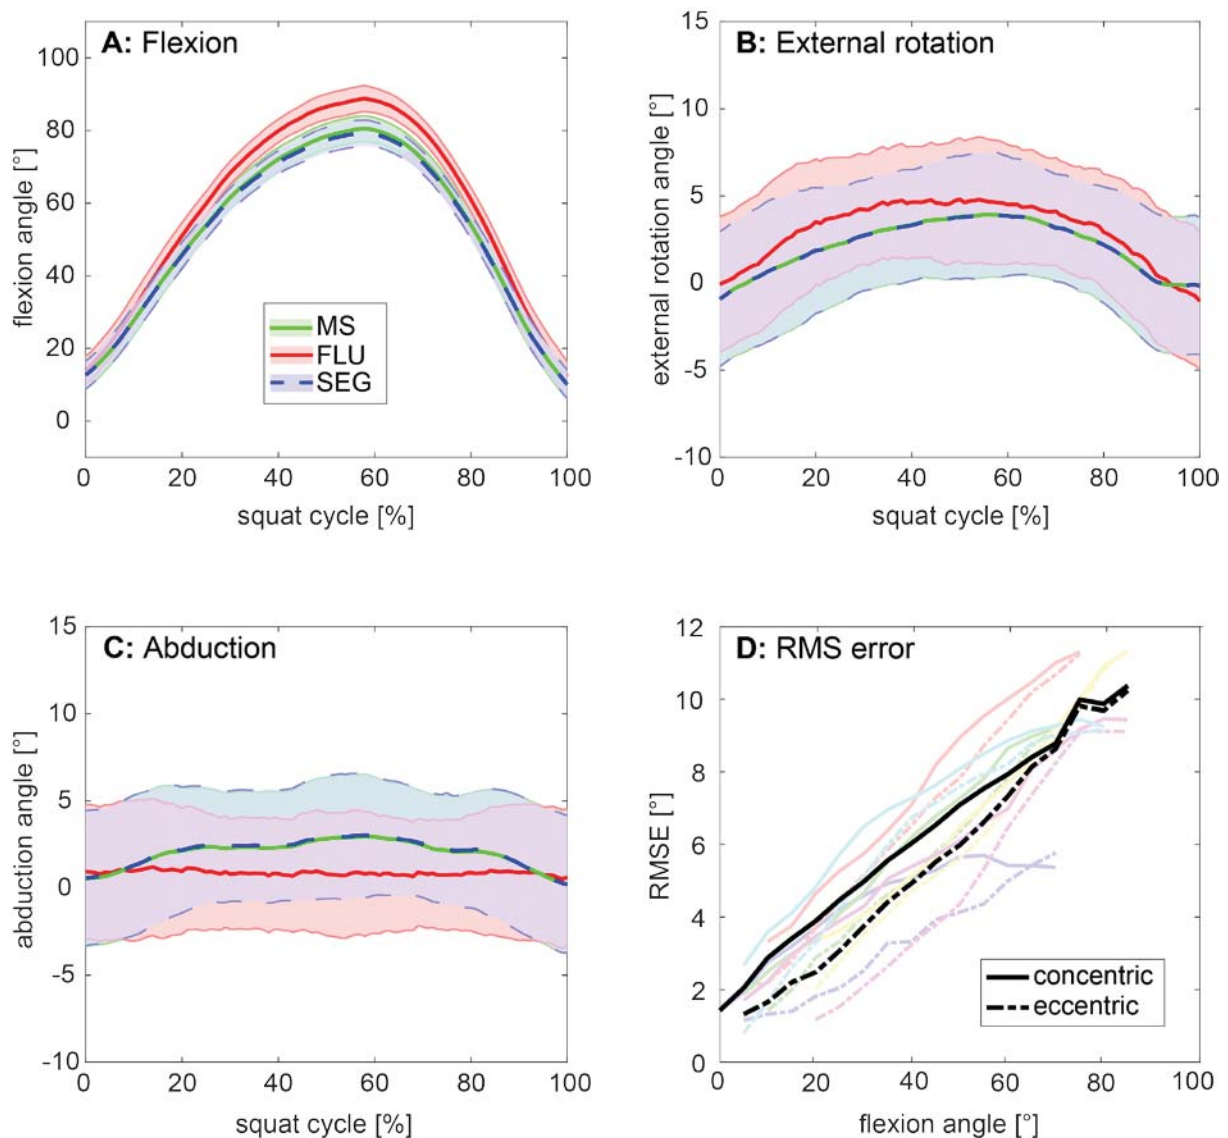 A: Flexion
flexion angle [°]
100
80
60
40
20
0
MS
FLU
SEG
0 20 40 60 80 100
squat cycle [%]
B: External rotation
external rotation angle [°]
15
10
5
0
-5
-10
0 20 40 60 80 100
squat cycle [%]
C: Abduction
abduction angle [°]
15
10
5
0
-5
-10
0 20 40 60 80 100
squat cycle [%]
D: RMS error
RMSE [°]
12
10
8
6
4
2
0
concentric
eccentric
0 20 40 60 80 100
flexion angle [°]